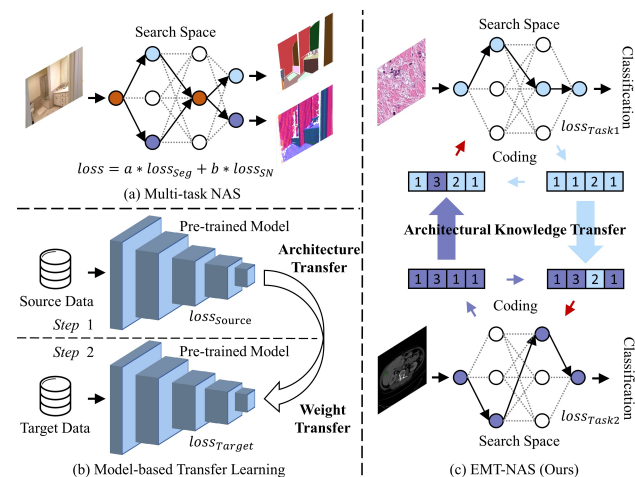 Search Space
loss = a ∗ loss_Seg + b ∗ loss_SN
(a) Multi-task NAS
Pre-trained Model
Architecture
Transfer
Source Data
loss_Source
Step 1
Step 2
Pre-trained Model
Target Data
loss_Target
Weight
Transfer
(b) Model-based Transfer Learning
Search Space
Classification
loss_Task1
Coding
1 3 2 1
1 1 2 1
Architectural Knowledge Transfer
1 3 1 1
1 3 2 1
Coding
Classification
loss_Task2
Search Space
(c) EMT-NAS (Ours)